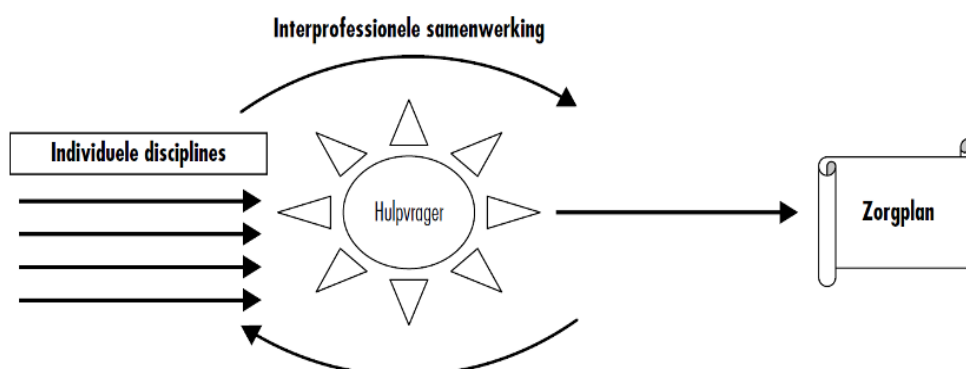 Interprofessionele samenwerking
Individuele disciplines
Hulpvrager
Zorgplan